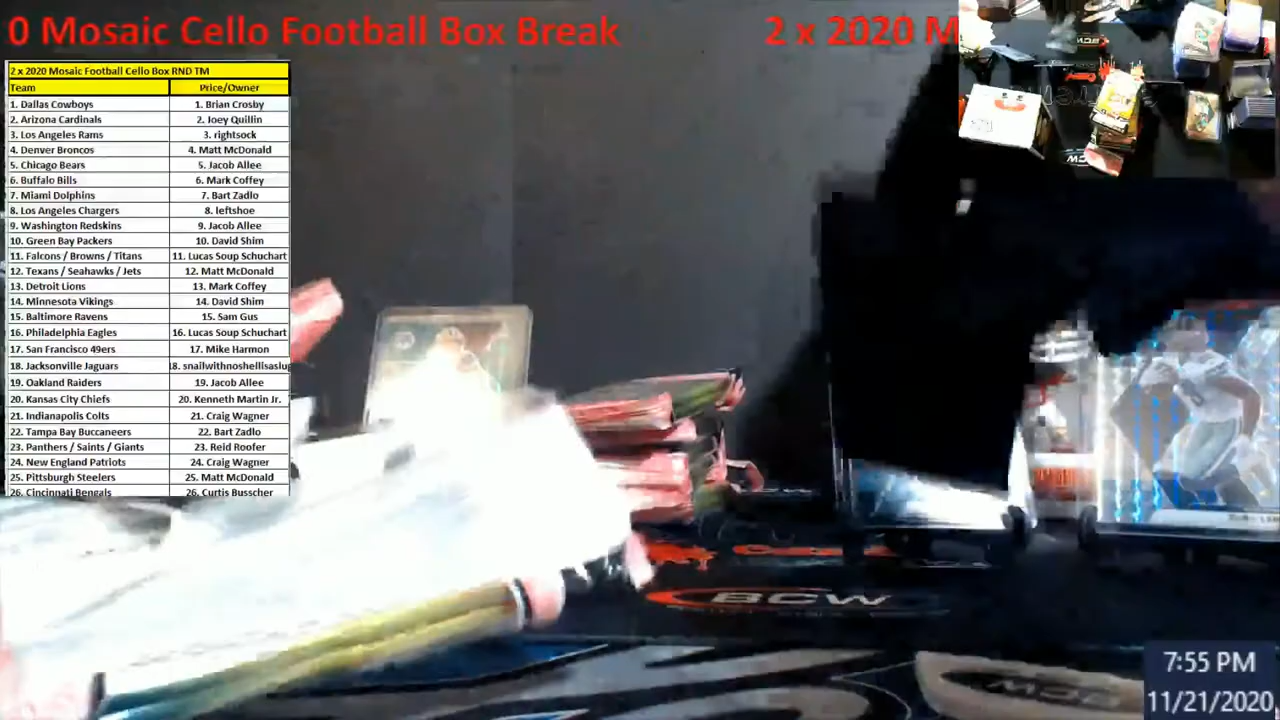 0 Mosaic Cello Football Box Break 2 x 2020 M
2 x 2020 Mosaic Football Cello Box RND TM
Team Price/Owner
1. Dallas Cowboys 1. Brian Crosby
2. Arizona Cardinals 2. Joey Quillin
3. Los Angeles Rams 3. rightsock
4. Denver Broncos 4. Matt McDonald
5. Chicago Bears 5. Jacob Allee
6. Buffalo Bills 6. Mark Coffey
7. Miami Dolphins 7. Bart Zadlo
8. Los Angeles Chargers 8. leftshoe
9. Washington Redskins 9. Jacob Allee
10. Green Bay Packers 10. David Shim
11. Falcons / Browns / Titans 11. Lucas Soup Schuchart
12. Texans / Seahawks / Jets 12. Matt McDonald
13. Detroit Lions 13. Mark Coffey
14. Minnesota Vikings 14. David Shim
15. Baltimore Ravens 15. Sam Gus
16. Philadelphia Eagles 16. Lucas Soup Schuchart
17. San Francisco 49ers 17. Mike Harmon
18. Jacksonville Jaguars 18. snailwithnoshellisaslug
19. Oakland Raiders 19. Jacob Allee
20. Kansas City Chiefs 20. Kenneth Martin Jr.
21. Indianapolis Colts 21. Craig Wagner
22. Tampa Bay Buccaneers 22. Bart Zadlo
23. Panthers / Saints / Giants 23. Reid Roofer
24. New England Patriots 24. Craig Wagner
25. Pittsburgh Steelers 25. Matt McDonald
26. Cincinnati Bengals 26. Curtis Busscher
BCW
BCW
7:55 PM
11/21/2020